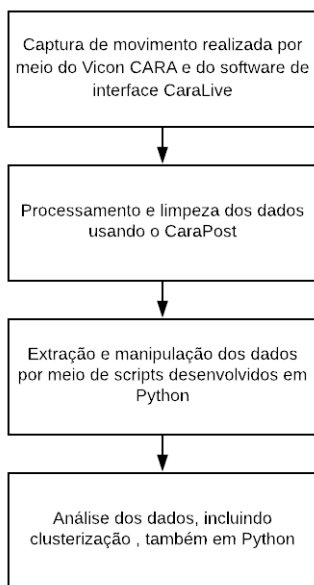 Captura de movimento realizada por
meio do Vicon CARA e do software de
interface CaraLive
Processamento e limpeza dos dados
usando o CaraPost
Extração e manipulação dos dados
por meio de scripts desenvolvidos em
Python
Análise dos dados, incluindo
clusterização , também em Python